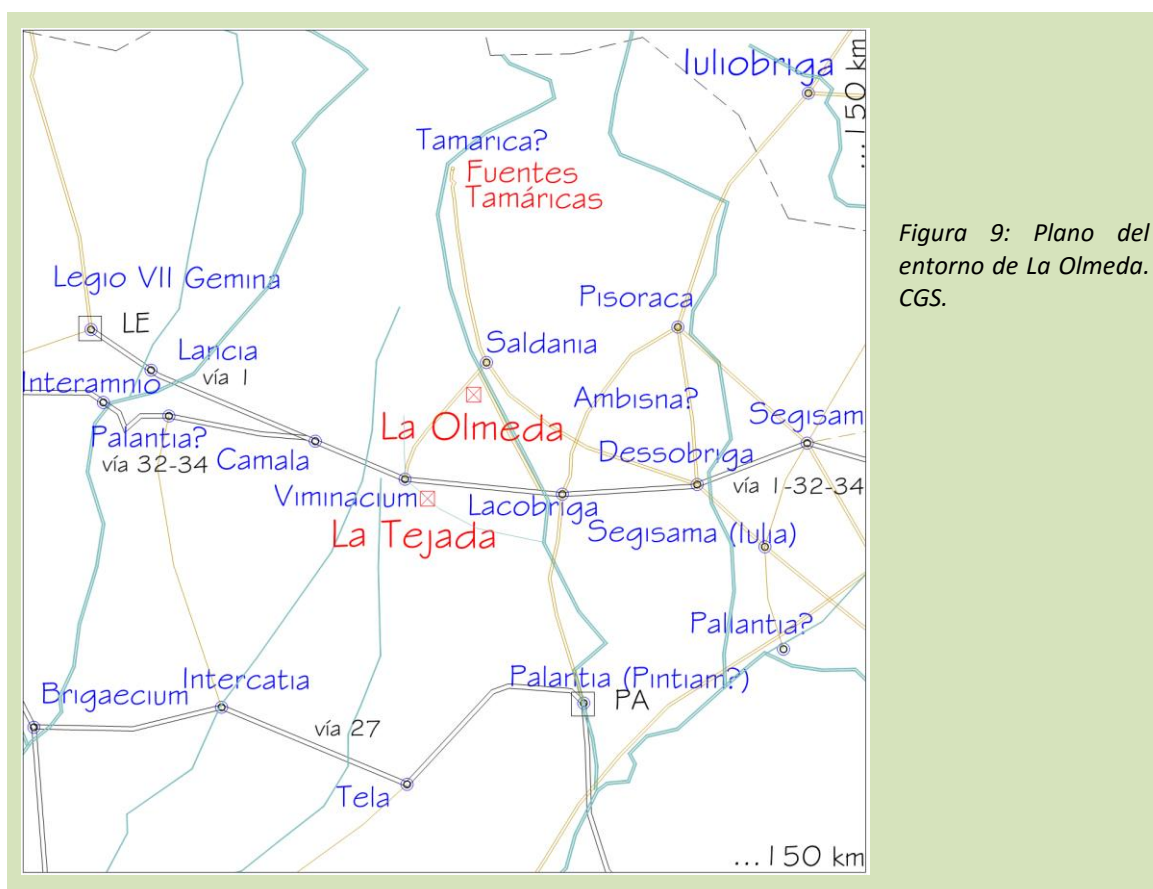 Iuliobriga
...150 km
Tamarica?
Fuentes
Tamáricas
Legio VII Gemina
LE
Pisoraca
Lancia
vía 1
Saldania
Interamnio
Ambisna?
Segisam
La Olmeda
Palantia?
vía 32-34
Camala
Dessobriga
vía 1-32-34
Viminacium
Lacobriga
La Tejada
Segisama (Iulia)
Pallantia?
Intercatia
Palantia (Pintiam?)
Brigaecium
PA
vía 27
Tela
...150 km
Figura 9: Plano del
entorno de La Olmeda.
CGS.